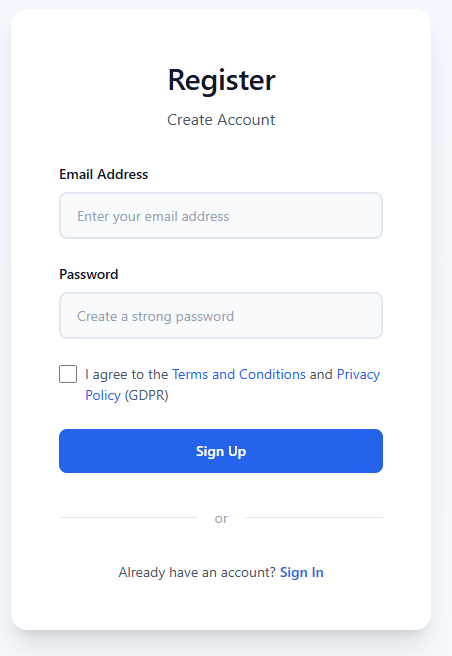 Register
Create Account
Email Address
Enter your email address
Password
Create a strong password
I agree to the Terms and Conditions and Privacy
Policy (GDPR)
Sign Up
or
Already have an account? Sign In